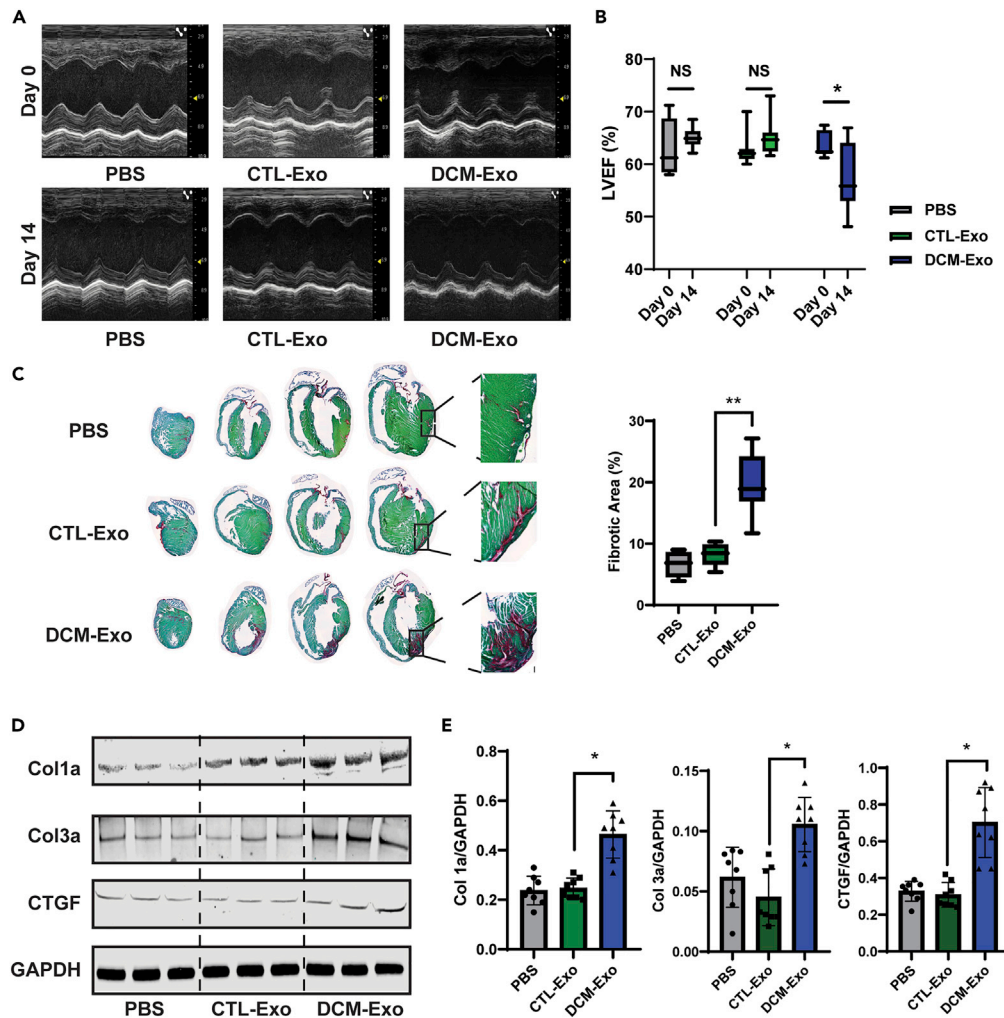 A
Day 0
PBS
CTL-Exo
DCM-Exo
Day 14
PBS
CTL-Exo
DCM-Exo
B
LVEF (%)
80
70
60
50
40
NS
NS
*
Day 0
Day 14
Day 0
Day 14
Day 0
Day 14
PBS
CTL-Exo
DCM-Exo
C
PBS
CTL-Exo
DCM-Exo
Fibrotic Area (%)
30
20
10
0
**
PBS
CTL-Exo
DCM-Exo
D
Col1a
Col3a
CTGF
GAPDH
PBS
CTL-Exo
DCM-Exo
E
Col 1a/GAPDH
0.8
0.6
0.4
0.2
0.0
*
PBS
CTL-Exo
DCM-Exo
Col 3a/GAPDH
0.15
0.10
0.05
0.00
*
PBS
CTL-Exo
DCM-Exo
CTGF/GAPDH
1.0
0.8
0.6
0.4
0.2
0.0
*
PBS
CTL-Exo
DCM-Exo